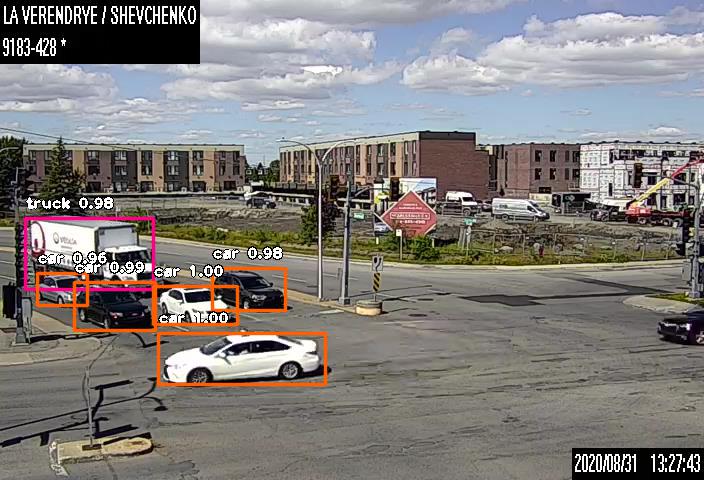 LA VERENDRYE / SHEVCHENKO
9183-428 *
truck 0.98
car 0.96
car 0.99
car 1.00
car 0.98
car 1.00
2020/08/31 13:27:43